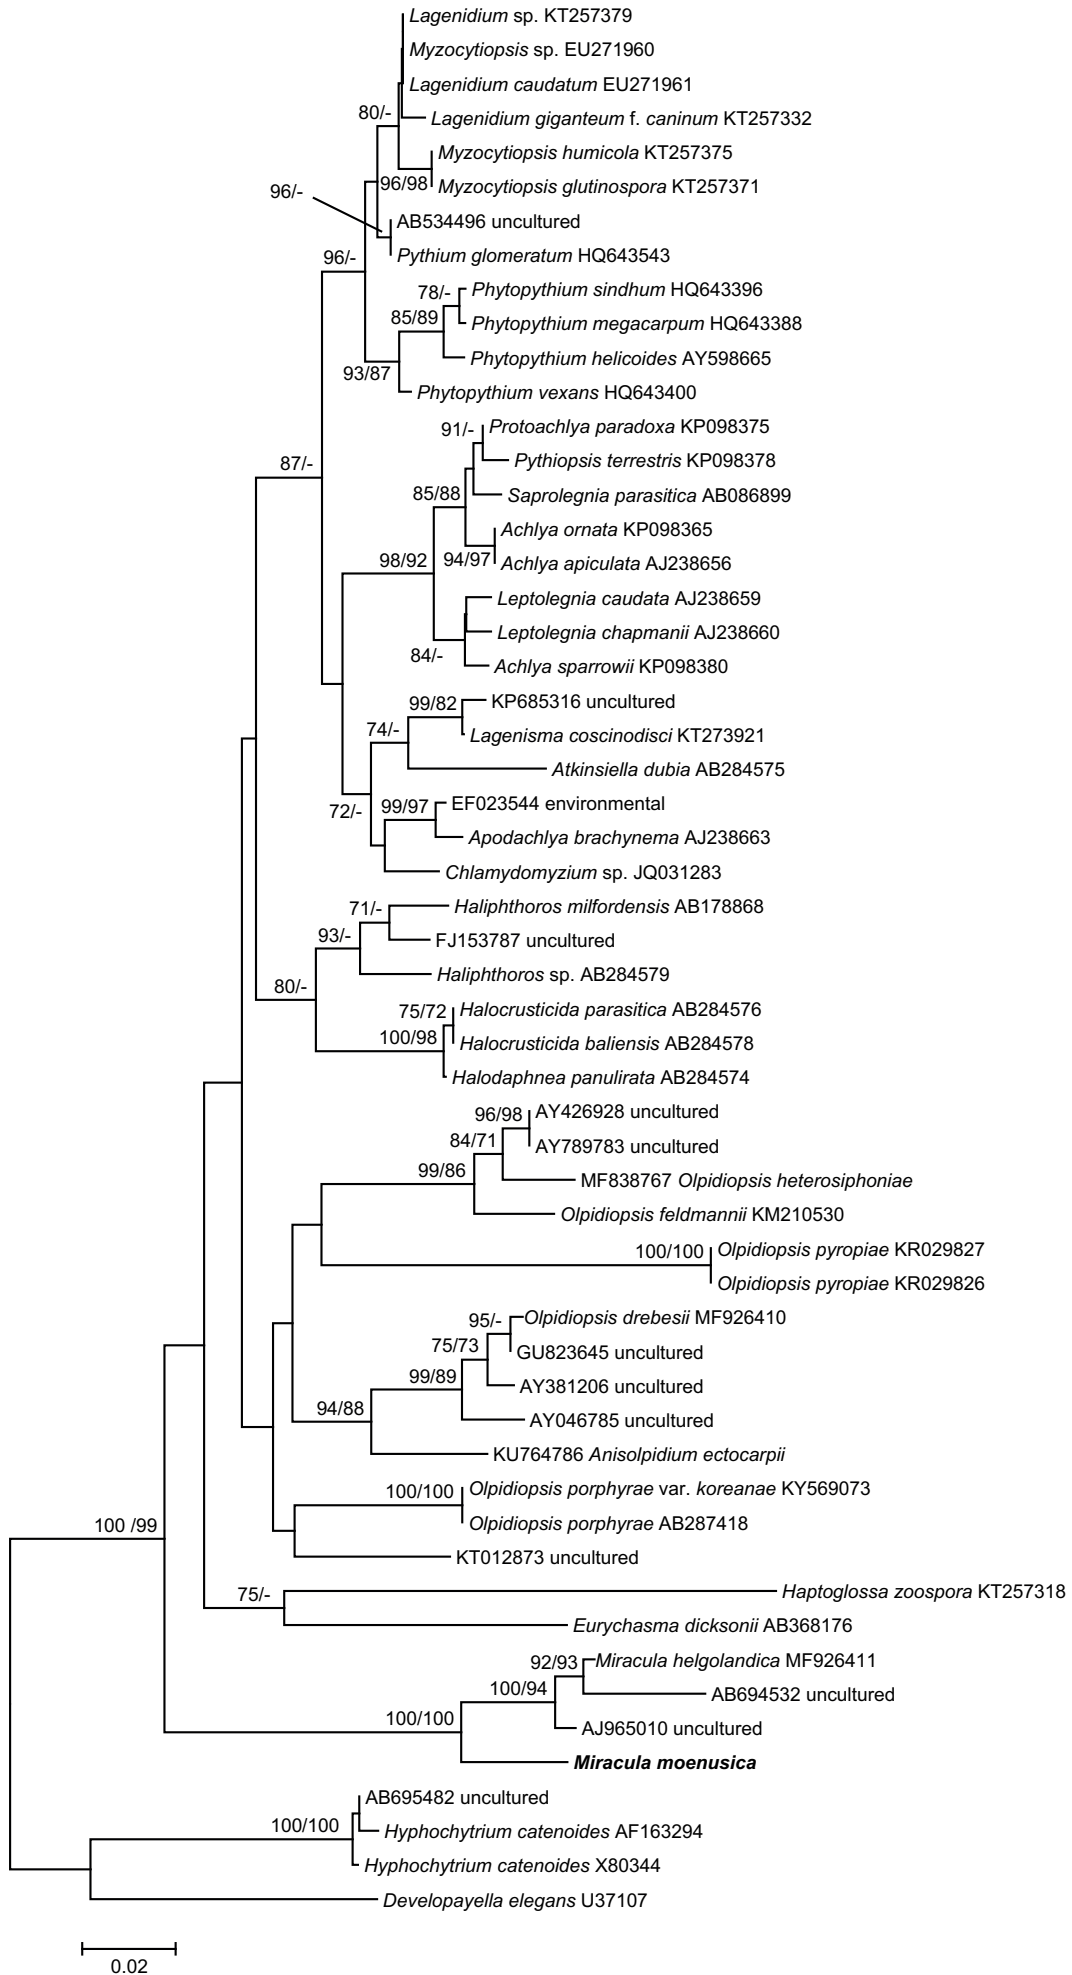 Lagenidium sp. KT257379
Myzocytiopsis sp. EU271960
Lagenidium caudatum EU271961
80/-
Lagenidium giganteum f. caninum KT257332
Myzocytiopsis humicola KT257375
96/98
Myzocytiopsis glutinospora KT257371
96/-
AB534496 uncultured
Pythium glomeratum HQ643543
96/-
78/-
Phytopythium sindhum HQ643396
85/89
Phytopythium megacarpum HQ643388
Phytopythium helicoides AY598665
93/87
Phytopythium vexans HQ643400
91/-
Protoachlya paradoxa KP098375
87/-
Pythiopsis terrestris KP098378
85/88
Saprolegnia parasitica AB086899
Achlya ornata KP098365
98/92
94/97
Achlya apiculata AJ238656
Leptolegnia caudata AJ238659
Leptolegnia chapmanii AJ238660
84/-
Achlya sparrowii KP098380
99/82
KP685316 uncultured
74/-
Lagenisma coscinodisci KT273921
Atkinsiella dubia AB284575
72/-
99/97
EF023544 environmental
Apodachlya brachynema AJ238663
Chlamydomyzium sp. JQ031283
71/-
Haliphthoros milfordensis AB178868
93/-
FJ153787 uncultured
Haliphthoros sp. AB284579
80/-
75/72
Halocrusticida parasitica AB284576
100/98
Halocrusticida baliensis AB284578
Halodaphnea panulirata AB284574
96/98
AY426928 uncultured
84/71
AY789783 uncultured
99/86
MF838767 Olpidiopsis heterosiphoniae
Olpidiopsis feldmannii KM210530
100/100
Olpidiopsis pyropiae KR029827
Olpidiopsis pyropiae KR029826
95/-
Olpidiopsis drebesii MF926410
75/73
GU823645 uncultured
99/89
AY381206 uncultured
94/88
AY046785 uncultured
KU764786 Anisolpidium ectocarpii
100/100
Olpidiopsis porphyrae var. koreanae KY569073
100 /99
Olpidiopsis porphyrae AB287418
KT012873 uncultured
75/-
Haptoglossa zoospora KT257318
Eurychasma dicksonii AB368176
92/93
Miracula helgolandica MF926411
100/94
AB694532 uncultured
100/100
AJ965010 uncultured
Miracula moenusica
AB695482 uncultured
100/100
Hyphochytrium catenoides AF163294
Hyphochytrium catenoides X80344
Developayella elegans U37107
0.02